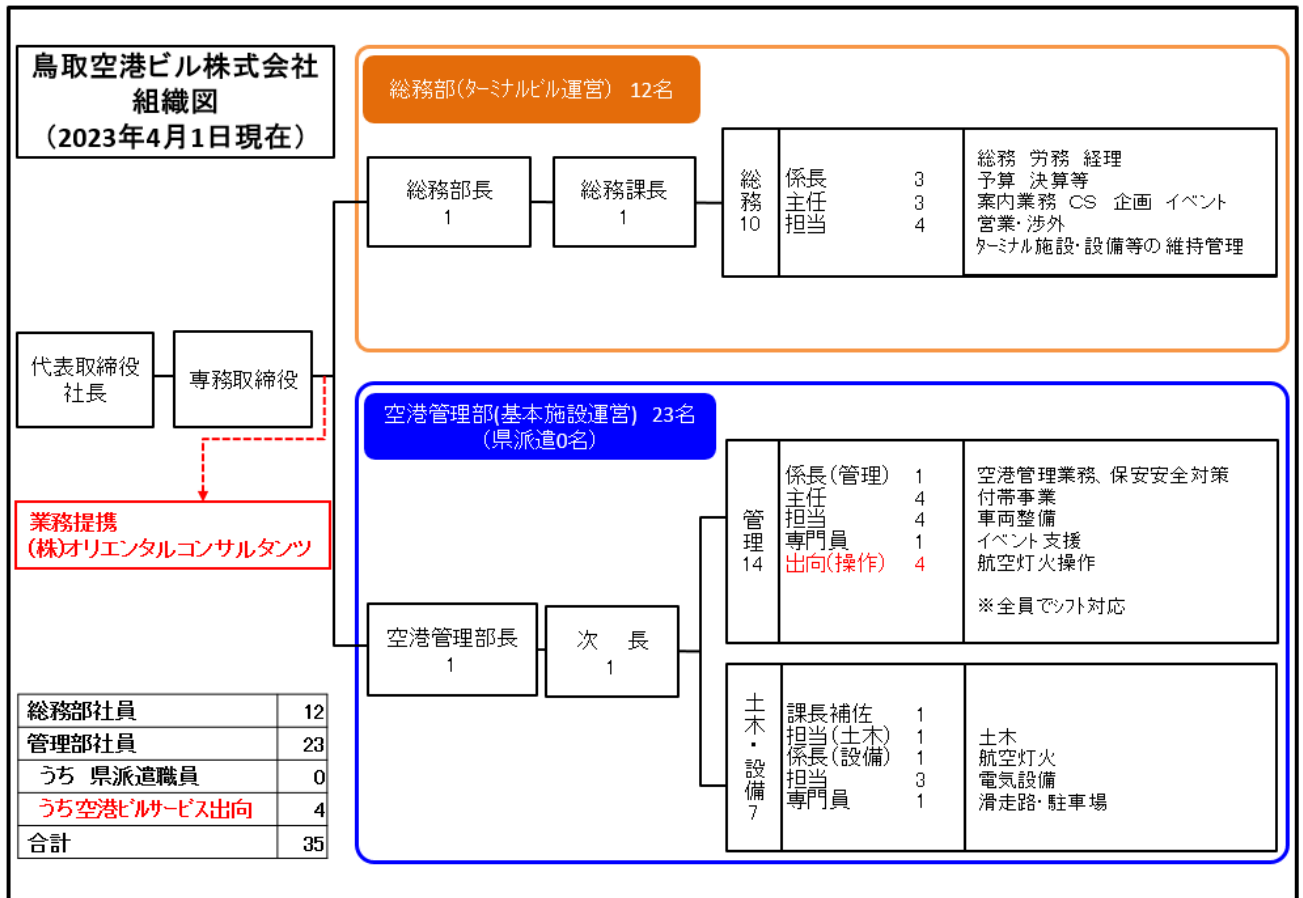 鳥取空港ビル株式会社
組織図
（2023年4月1日現在）
総務部(ターミナルビル運営)　12名
総務部長
1
総務課長
1
総務
10
係長　3
主任　3
担当　4
総務 労務 経理
予算 決算等
案内業務 CS 企画 イベント
営業・渉外
ターミナル施設・設備等の維持管理
代表取締役
社長
専務取締役
業務提携
(株)オリエンタルコンサルタンツ
空港管理部(基本施設運営)　23名
（県派遣0名）
空港管理部長
1
次　長
1
管理
14
係長(管理)　1
主任　4
担当　4
専門員　1
出向(操作)　4
空港管理業務、保安安全対策
付帯事業
車両整備
イベント支援
航空灯火操作
※全員でシフト対応
土木・設備
7
課長補佐　1
担当(土木)　1
係長(設備)　1
担当　3
専門員　1
土木
航空灯火
電気設備
滑走路・駐車場
総務部社員　12
管理部社員　23
うち 県派遣職員　0
うち空港ビルサービス出向　4
合計　35